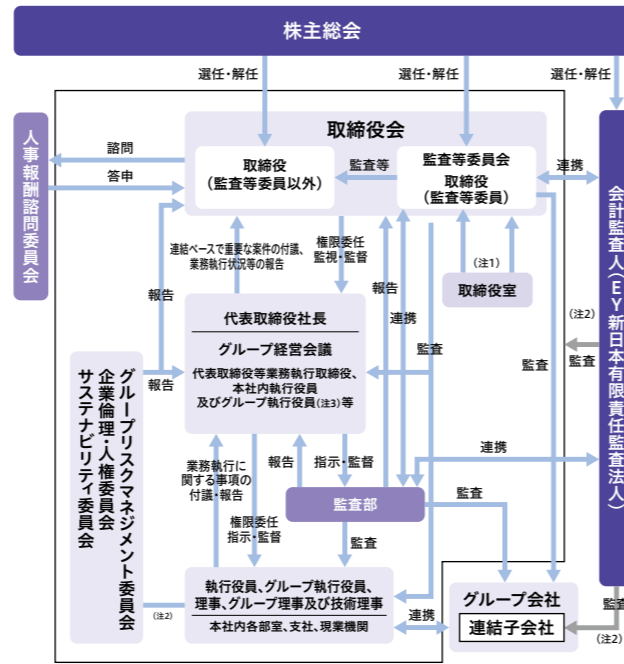 株主総会
選任・解任
選任・解任
選任・解任
人事報酬諮問委員会
諮問
答申
取締役会
取締役
（監査等委員以外）
監査等
監査等委員会
取締役
（監査等委員）
連携
会計監査人（EY新日本有限責任監査法人）
連結ベースで重要な案件の付議、
業務執行状況等の報告
権限委任
監視・監督
報告
連携
（注1）
取締役室
報告
監査
監査
（注2）
監査
代表取締役社長
グループ経営会議
代表取締役等業務執行取締役、
本社内執行役員
及びグループ執行役員（注3）等
報告
グループリスクマネジメント委員会
企業倫理・人権委員会
サステナビリティ委員会
業務執行に
関する事項の
付議・報告
権限委任
指示・監督
報告
指示・監督
連携
監査部
監査
監査
執行役員、グループ執行役員、
理事、グループ理事及び技術理事
本社内各部室、支社、現業機関
（注2）
連携
グループ会社
連結子会社
監査
（注2）